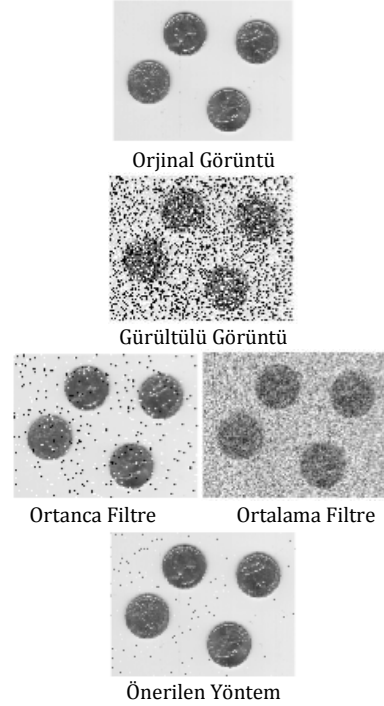 Orjinal Görüntü
Gürültülü Görüntü
Ortanca Filtre
Ortalama Filtre
Önerilen Yöntem